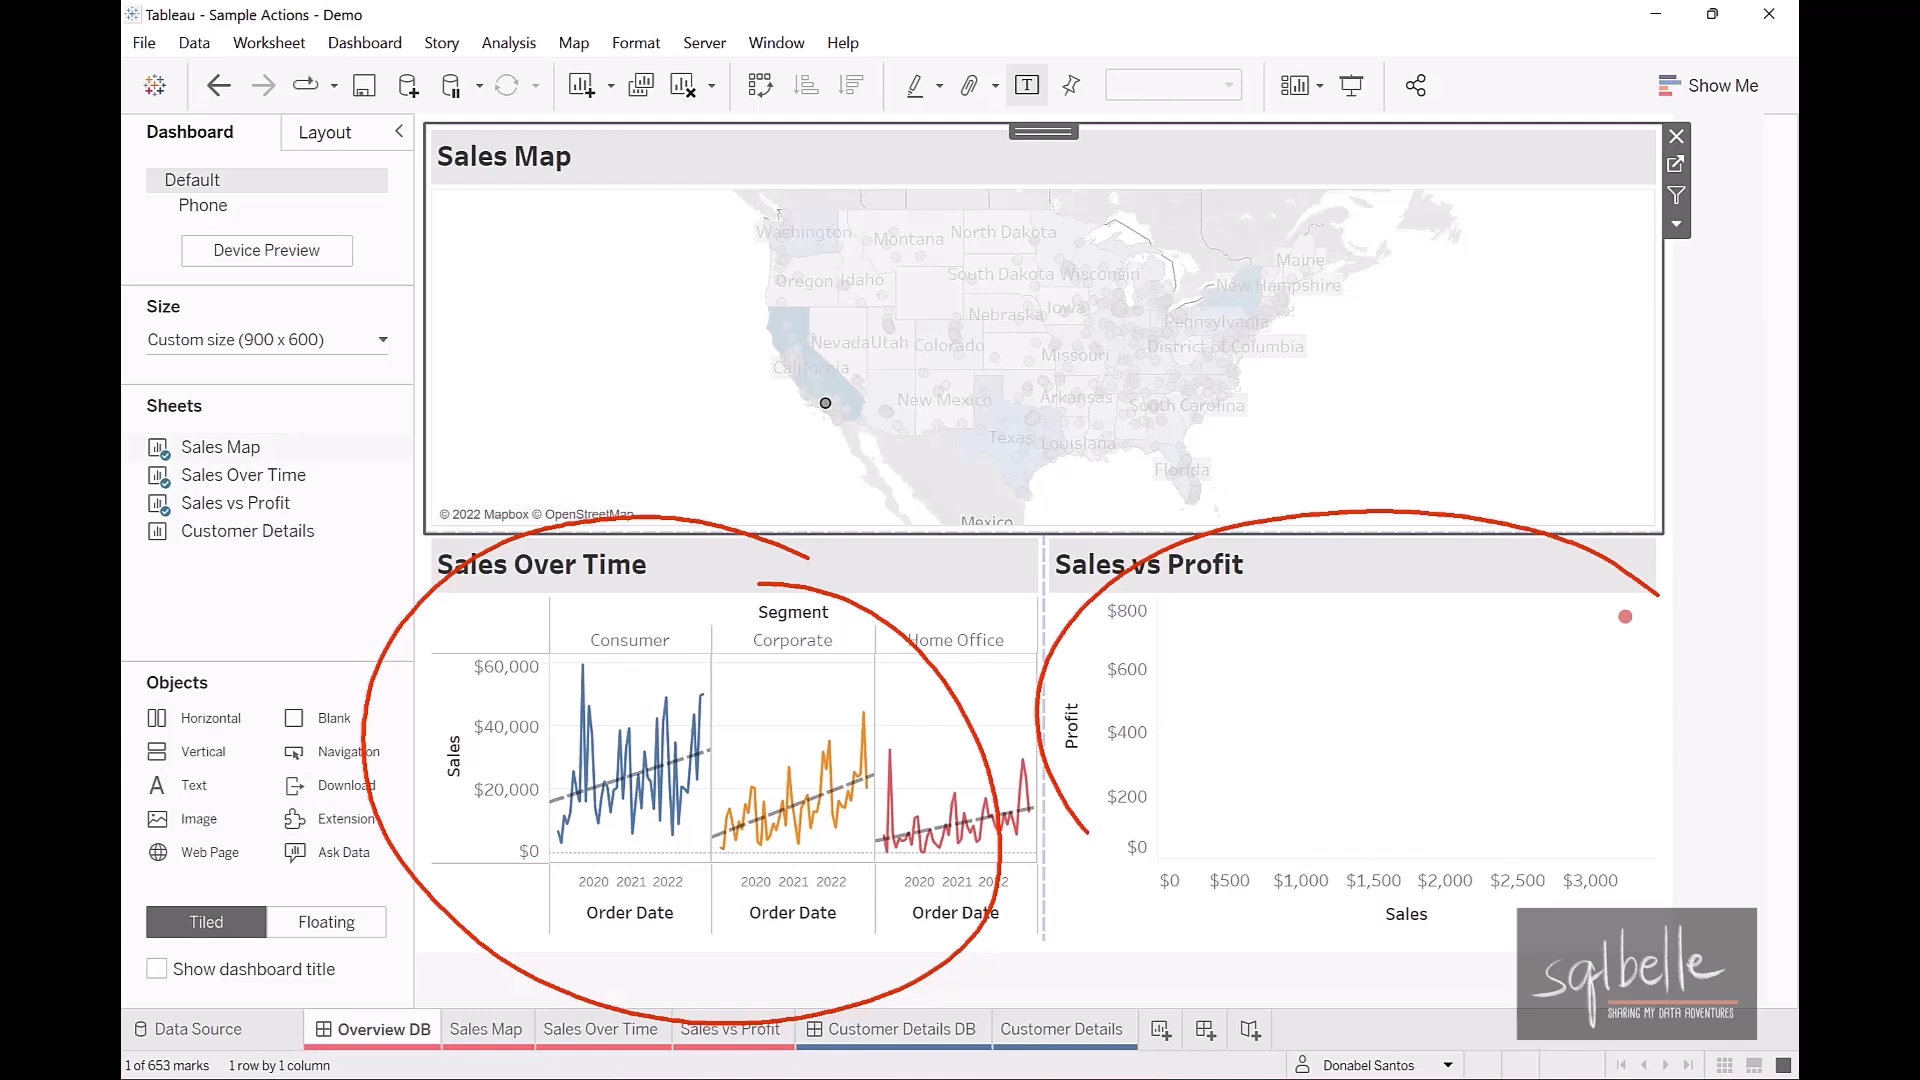 Tableau - Sample Actions - Demo
File Data Worksheet Dashboard Story Analysis Map Format Server Window Help
Show Me
Dashboard
Layout
Default
Phone
Device Preview
Size
Custom size (900 x 600)
Sheets
Sales Map
Sales Over Time
Sales vs Profit
Customer Details
Objects
Horizontal
Blank
Vertical
Navigation
Text
Download
Image
Extension
Web Page
Ask Data
Tiled
Floating
Show dashboard title
Sales Map
Washington
Montana
North Dakota
Maine
Oregon
Idaho
South Dakota
Wisconsin
New Hampshire
Nebraska
Iowa
Pennsylvania
Nevada
Utah
Colorado
Missouri
District of Columbia
California
New Mexico
Arkansas
South Carolina
Texas
Louisiana
Florida
Mexico
© 2022 Mapbox © OpenStreetMap
Sales Over Time
Segment
Consumer
Corporate
Home Office
$60,000
$40,000
$20,000
$0
Sales
2020 2021 2022
2020 2021 2022
2020 2021 2022
Order Date
Order Date
Order Date
Sales vs Profit
$800
$600
$400
$200
$0
Profit
$0 $500 $1,000 $1,500 $2,000 $2,500 $3,000
Sales
sqlbelle
SHARING MY DATA ADVENTURES
Data Source
Overview DB
Sales Map
Sales Over Time
Sales vs Profit
Customer Details DB
Customer Details
1 of 653 marks
1 row by 1 column
Donabel Santos